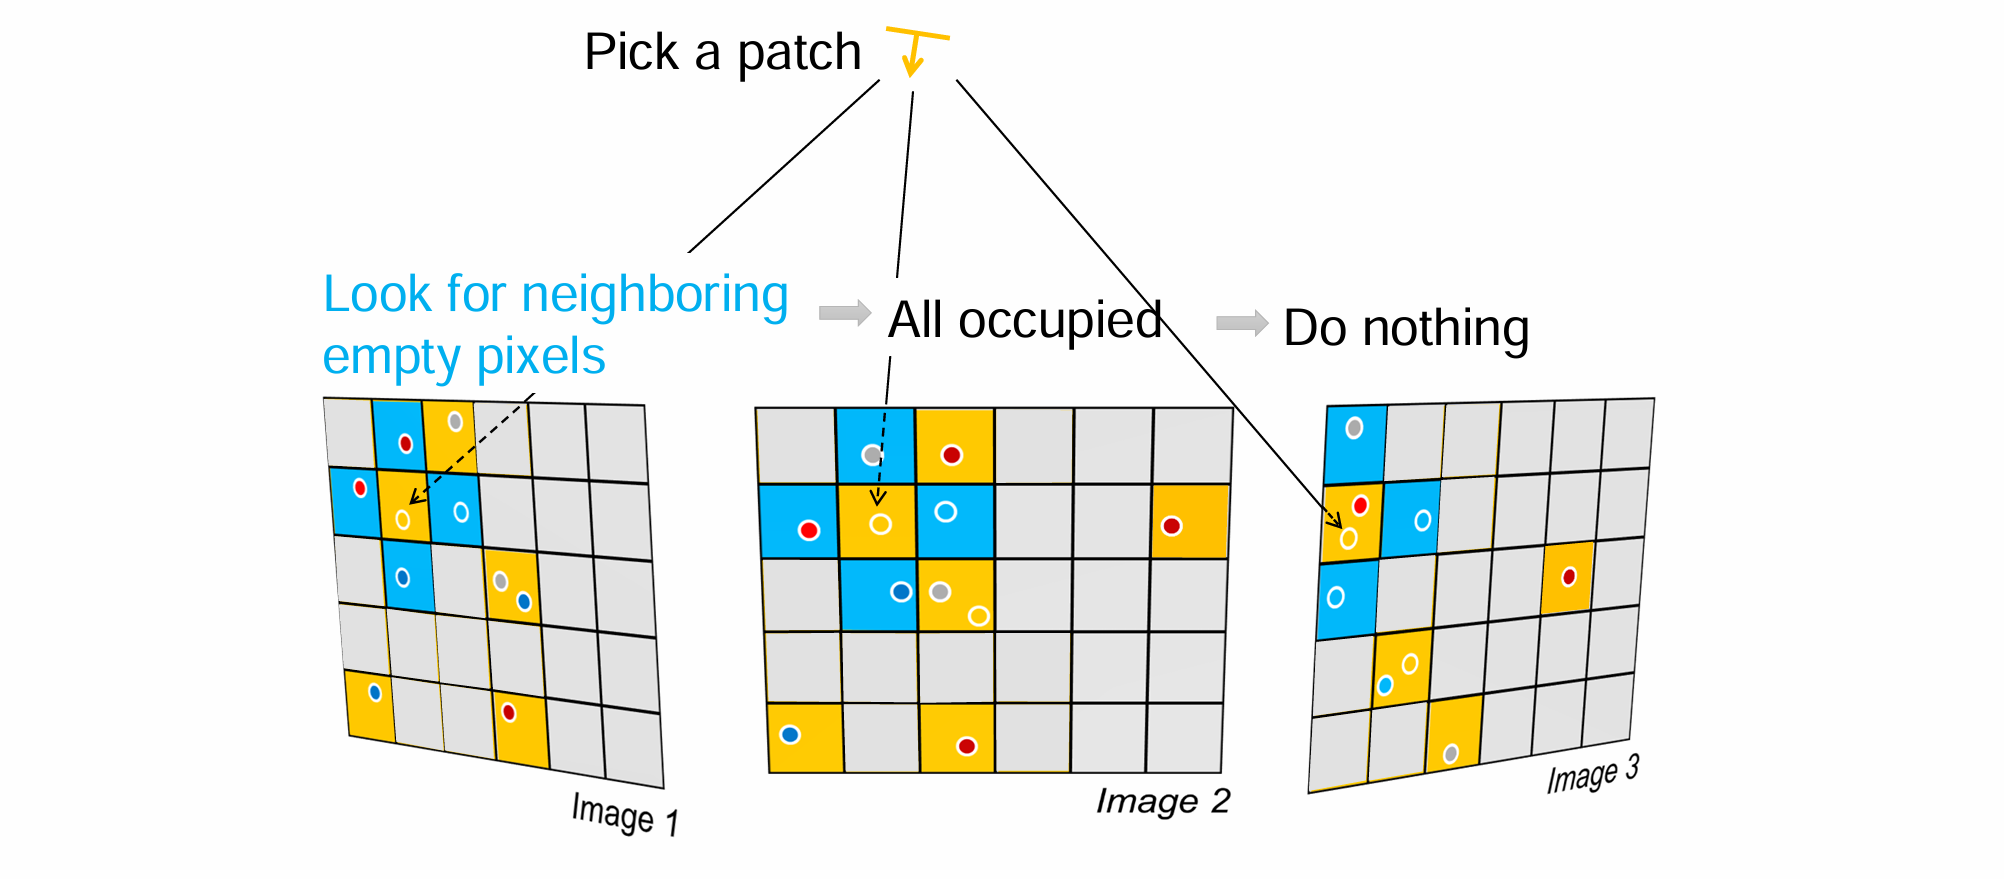 Pick a patch
Look for neighboring
empty pixels
All occupied
Do nothing
Image 1
Image 2
Image 3